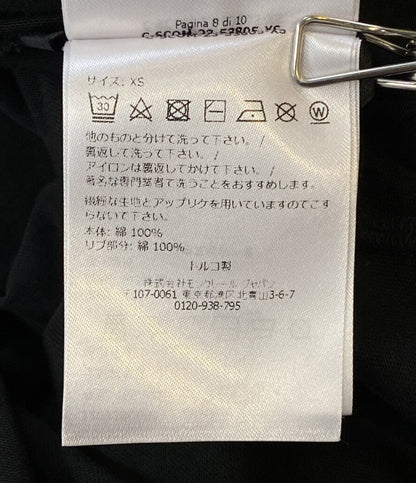 Pagina 8 di 10
サイズ: XS
30
W
他のものと分けて洗って下さい。/
裏返して洗って下さい。/
アイロンは裏返してかけて下さい。/
著名な専門業者で洗うことをおすすめします。
繊細な生地とアップリケを用いていますのでこす
らないで下さい。
本体: 綿 100%
リブ部分: 綿 100%
トルコ製
株式会社モンクレール ジャパン
〒107-0061 東京都港区北青山3-6-7
0120-938-795